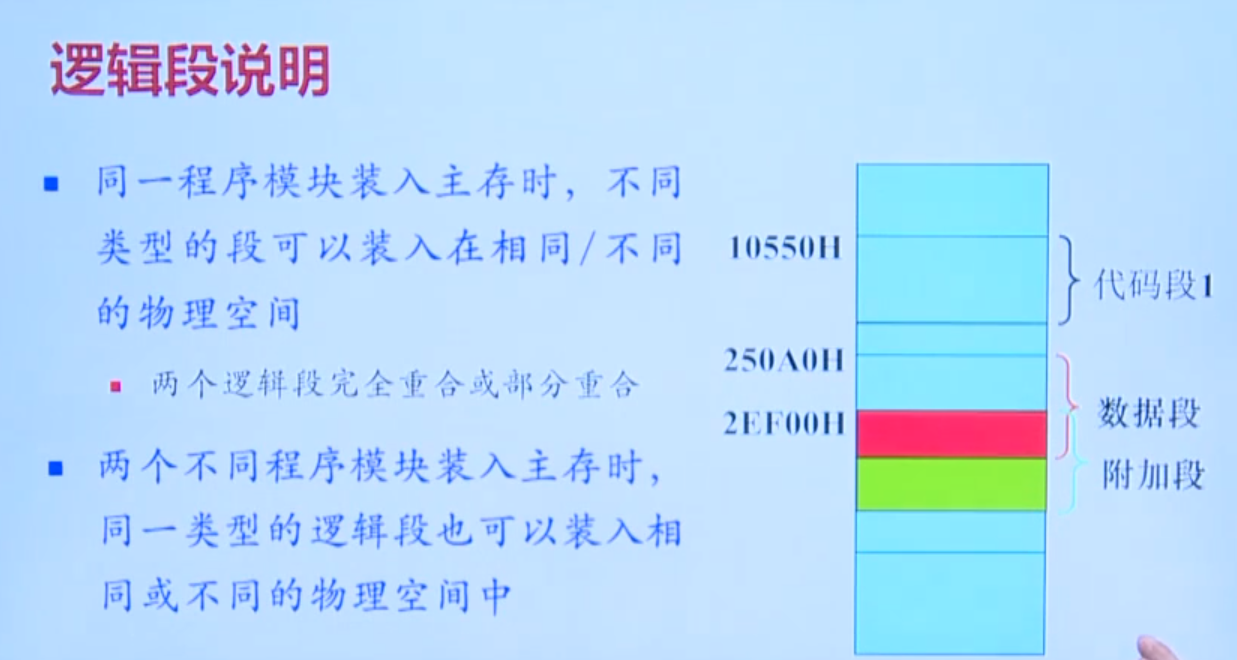 逻辑段说明
同一程序模块装入主存时，不同
类型的段可以装入在相同/不同
的物理空间
两个逻辑段完全重合或部分重合
两个不同程序模块装入主存时，
同一类型的逻辑段也可以装入相
同或不同的物理空间中
10550H
代码段1
250A0H
2EF00H
数据段
附加段